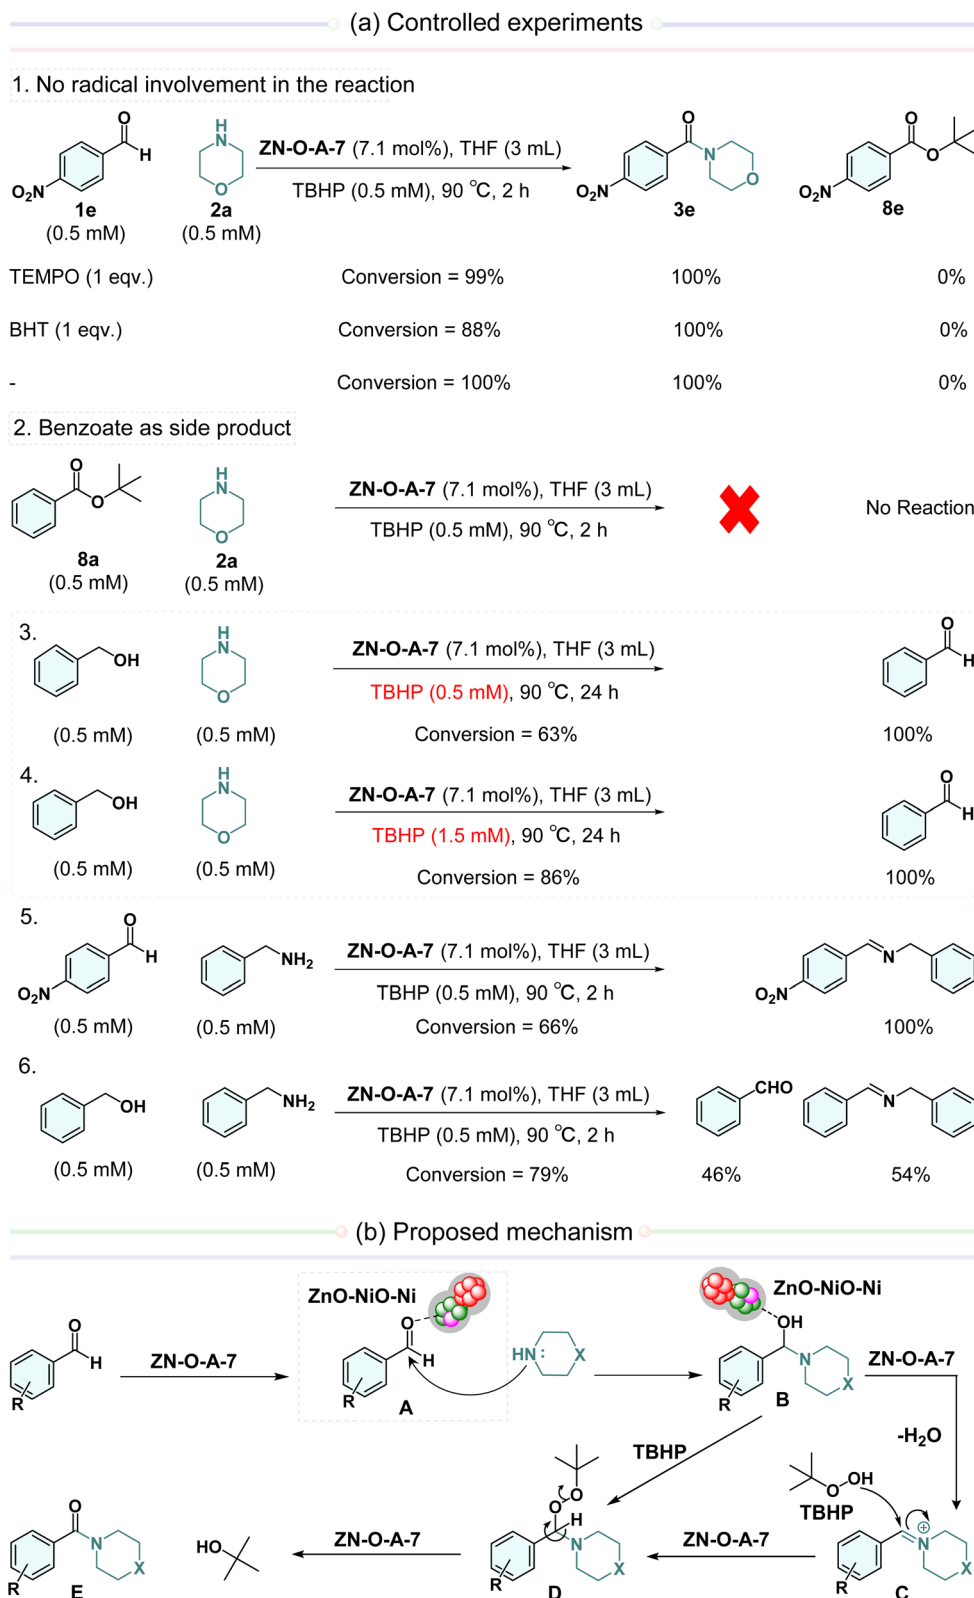 (a) Controlled experiments
1. No radical involvement in the reaction
O
H
O₂N
1e
(0.5 mM)
H
N
O
2a
(0.5 mM)
ZN-O-A-7 (7.1 mol%), THF (3 mL)
TBHP (0.5 mM), 90 °C, 2 h
O
N
O
O₂N
3e
O
O
O₂N
8e
TEMPO (1 eqv.) Conversion = 99% 100% 0%
BHT (1 eqv.) Conversion = 88% 100% 0%
- Conversion = 100% 100% 0%
2. Benzoate as side product
O
O
8a
(0.5 mM)
H
N
O
2a
(0.5 mM)
ZN-O-A-7 (7.1 mol%), THF (3 mL)
TBHP (0.5 mM), 90 °C, 2 h
No Reaction
3.
OH
(0.5 mM)
H
N
O
(0.5 mM)
ZN-O-A-7 (7.1 mol%), THF (3 mL)
TBHP (0.5 mM), 90 °C, 24 h
Conversion = 63%
O
H
100%
4.
OH
(0.5 mM)
H
N
O
(0.5 mM)
ZN-O-A-7 (7.1 mol%), THF (3 mL)
TBHP (1.5 mM), 90 °C, 24 h
Conversion = 86%
O
H
100%
5.
O
H
O₂N
(0.5 mM)
NH₂
(0.5 mM)
ZN-O-A-7 (7.1 mol%), THF (3 mL)
TBHP (0.5 mM), 90 °C, 2 h
Conversion = 66%
N
O₂N
100%
6.
OH
(0.5 mM)
NH₂
(0.5 mM)
ZN-O-A-7 (7.1 mol%), THF (3 mL)
TBHP (0.5 mM), 90 °C, 2 h
Conversion = 79%
CHO
46%
N
54%
(b) Proposed mechanism
O
H
R
ZN-O-A-7
ZnO-NiO-Ni
O
H
R
A
HN:
X
ZnO-NiO-Ni
OH
N
X
R
B
ZN-O-A-7
-H₂O
TBHP
OH
O
TBHP
N
+
X
R
C
ZN-O-A-7
O
O
H
N
X
R
D
ZN-O-A-7
HO
O
N
X
R
E